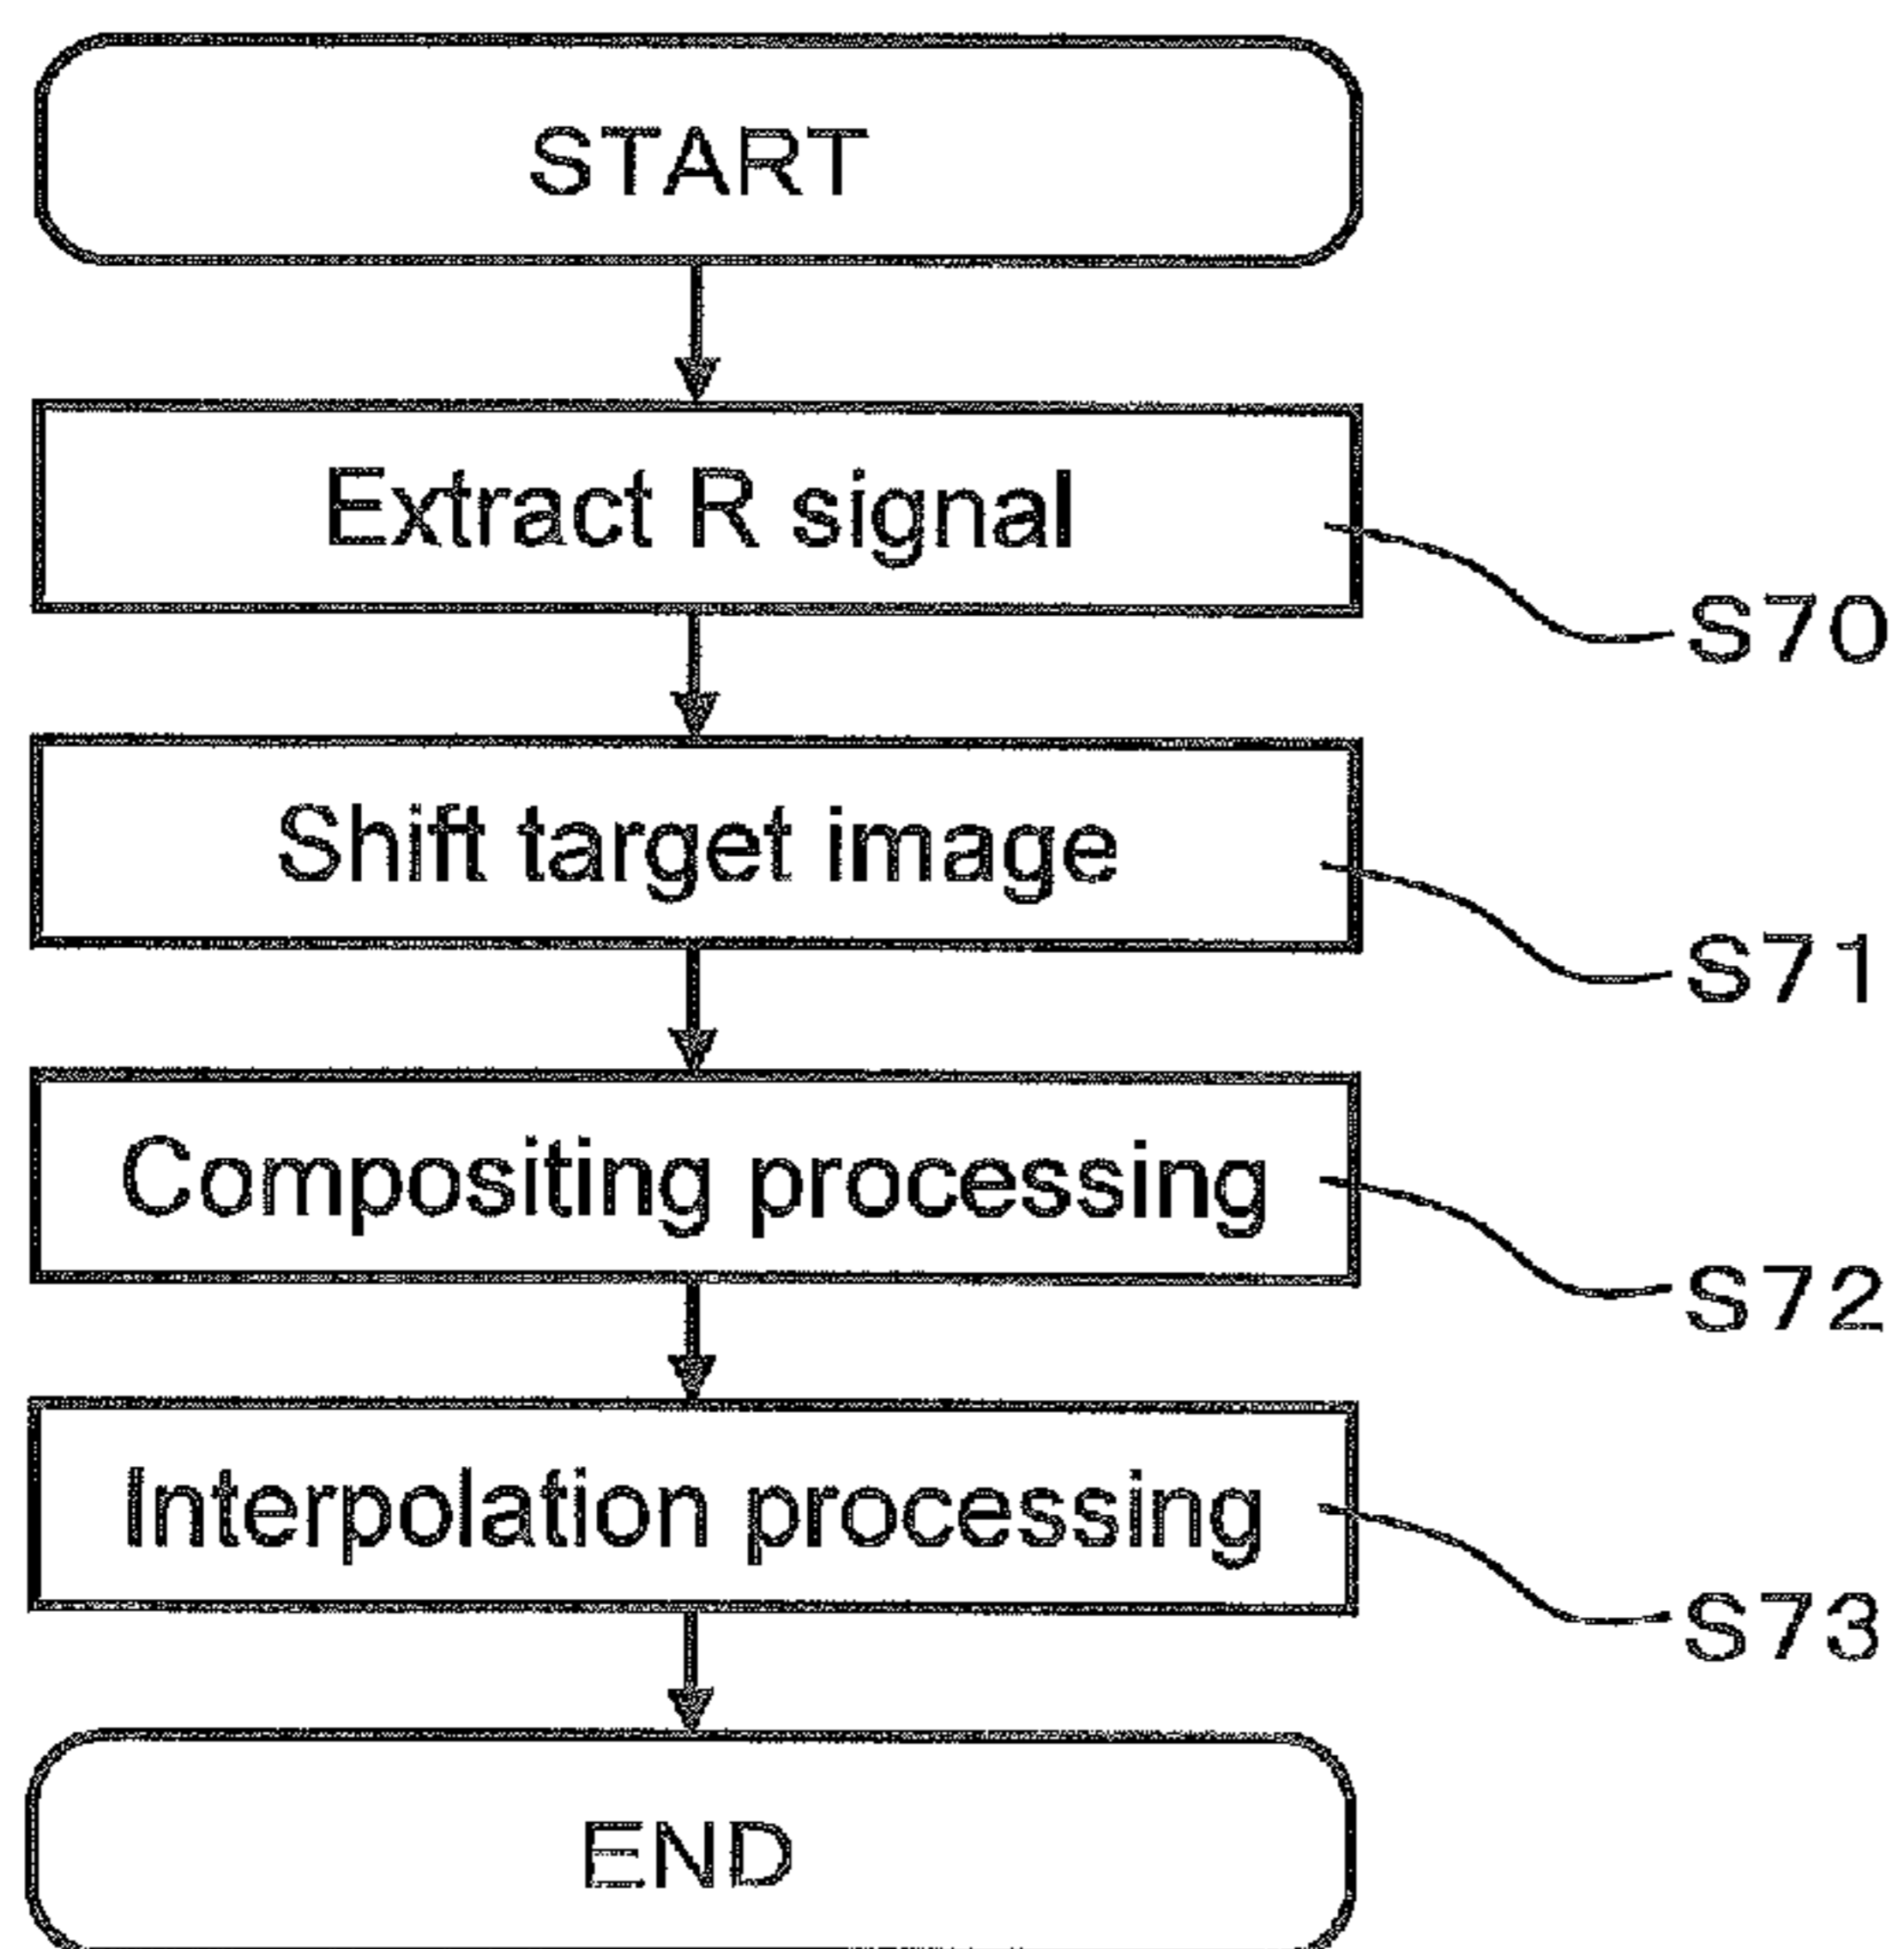 START
Extract R signal
S70
Shift target image
S71
Compositing processing
S72
Interpolation processing
S73
END